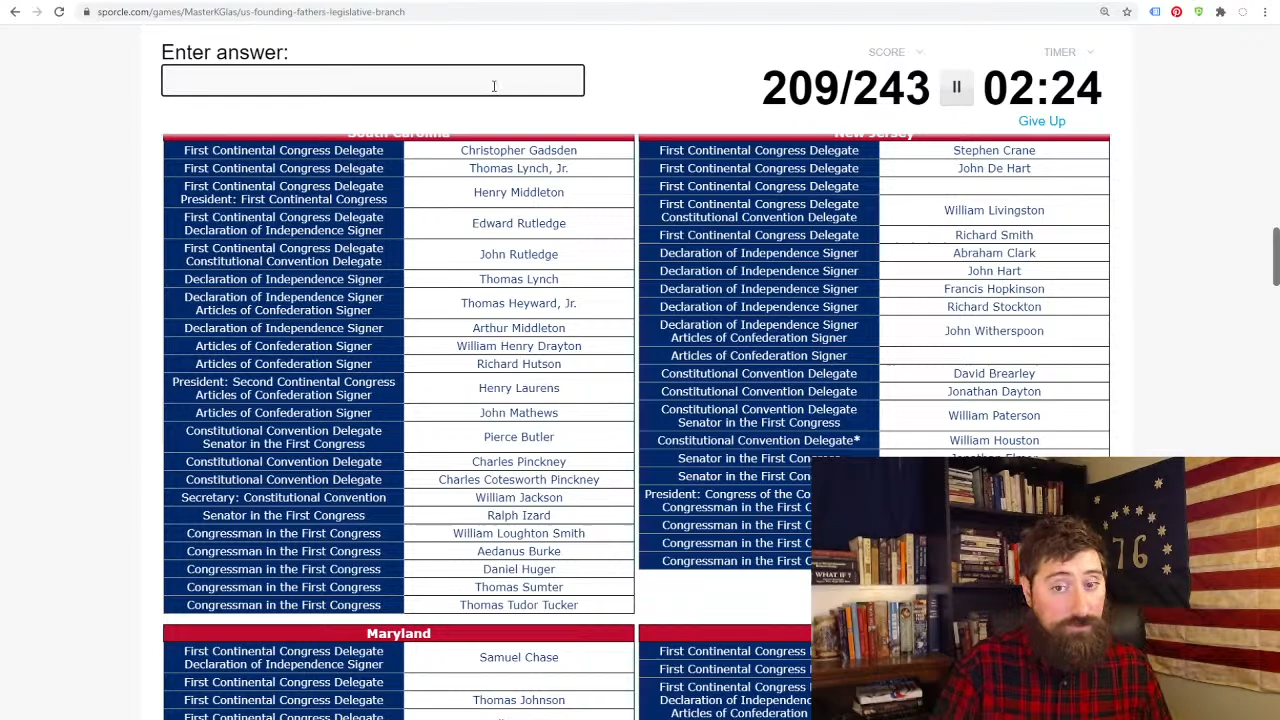 sporcle.com/games/MasterKGlas/us-founding-fathers-legislative-branch
Enter answer:
SCORE
TIMER
209/243
02:24
Give Up
South Carolina
First Continental Congress Delegate Christopher Gadsden
First Continental Congress Delegate Thomas Lynch, Jr.
First Continental Congress Delegate
President: First Continental Congress
Henry Middleton
First Continental Congress Delegate
Declaration of Independence Signer
Edward Rutledge
First Continental Congress Delegate
Constitutional Convention Delegate
John Rutledge
Declaration of Independence Signer Thomas Lynch
Declaration of Independence Signer
Articles of Confederation Signer
Thomas Heyward, Jr.
Declaration of Independence Signer Arthur Middleton
Articles of Confederation Signer William Henry Drayton
Articles of Confederation Signer Richard Hutson
President: Second Continental Congress
Articles of Confederation Signer
Henry Laurens
Articles of Confederation Signer John Mathews
Constitutional Convention Delegate
Senator in the First Congress
Pierce Butler
Constitutional Convention Delegate Charles Pinckney
Constitutional Convention Delegate Charles Cotesworth Pinckney
Secretary: Constitutional Convention William Jackson
Senator in the First Congress Ralph Izard
Congressman in the First Congress William Loughton Smith
Congressman in the First Congress Aedanus Burke
Congressman in the First Congress Daniel Huger
Congressman in the First Congress Thomas Sumter
Congressman in the First Congress Thomas Tudor Tucker
New Jersey
First Continental Congress Delegate Stephen Crane
First Continental Congress Delegate John De Hart
First Continental Congress Delegate
First Continental Congress Delegate
Constitutional Convention Delegate
William Livingston
First Continental Congress Delegate Richard Smith
Declaration of Independence Signer Abraham Clark
Declaration of Independence Signer John Hart
Declaration of Independence Signer Francis Hopkinson
Declaration of Independence Signer Richard Stockton
Declaration of Independence Signer
Articles of Confederation Signer
John Witherspoon
Articles of Confederation Signer
Constitutional Convention Delegate David Brearley
Constitutional Convention Delegate Jonathan Dayton
Constitutional Convention Delegate
Senator in the First Congress
William Paterson
Constitutional Convention Delegate* William Houston
Senator in the First Congress Jonathan Elmer
Senator in the First Con
President: Congress of the Co
Congressman in the First C
Congressman in the First C
Congressman in the First C
Congressman in the First C
Maryland
First Continental Congress Delegate
Declaration of Independence Signer
Samuel Chase
First Continental Congress Delegate
First Continental Congress Delegate Thomas Johnson
First Continental Congress Delegate
First Continental Congress
First Continental Congress
First Continental Congress
Declaration of Independence
Articles of Confederation
WHAT IF?
76